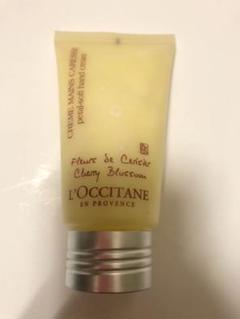 CRÈME MAINS CARESSE
petal-soft hand cream
Fleurs de Cerisier
Cherry Blossom
L'OCCITANE
EN PROVENCE